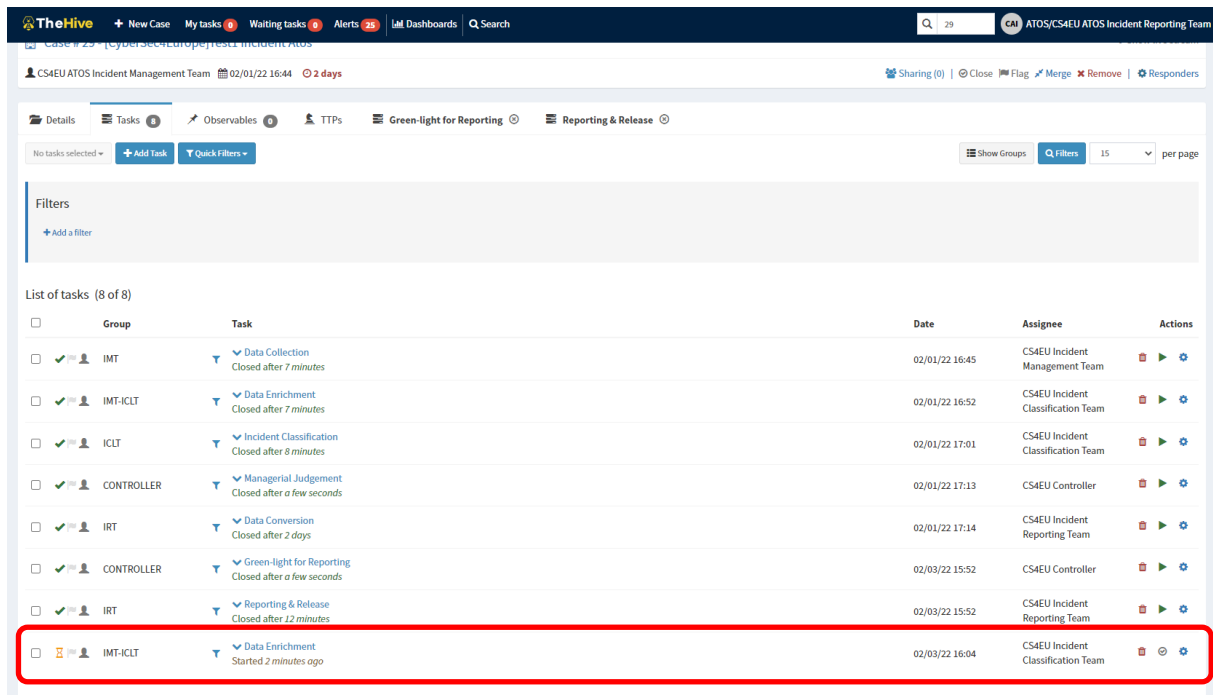 TheHive + New Case My tasks 0 Waiting tasks 0 Alerts 25 Dashboards Search 29 CAI ATOS/CS4EU ATOS Incident Reporting Team
Case # 29 - [CyberSec4Europe]Test1 Incident Atos
CS4EU ATOS Incident Management Team 02/01/22 16:44 2 days Sharing (0) | Close Flag Merge Remove | Responders
Details Tasks 8 Observables 0 TTPs Green-light for Reporting Reporting & Release
No tasks selected + Add Task Quick Filters Show Groups Filters 15 per page
Filters
+ Add a filter
List of tasks (8 of 8)
Group Task Date Assignee Actions
IMT Data Collection 02/01/22 16:45 CS4EU Incident
Closed after 7 minutes Management Team
IMT-ICLT Data Enrichment 02/01/22 16:52 CS4EU Incident
Closed after 7 minutes Classification Team
ICLT Incident Classification 02/01/22 17:01 CS4EU Incident
Closed after 8 minutes Classification Team
CONTROLLER Managerial Judgement 02/01/22 17:13 CS4EU Controller
Closed after a few seconds
IRT Data Conversion 02/01/22 17:14 CS4EU Incident
Closed after 2 days Reporting Team
CONTROLLER Green-light for Reporting 02/03/22 15:52 CS4EU Controller
Closed after a few seconds
IRT Reporting & Release 02/03/22 15:52 CS4EU Incident
Closed after 12 minutes Reporting Team
IMT-ICLT Data Enrichment 02/03/22 16:04 CS4EU Incident
Started 2 minutes ago Classification Team